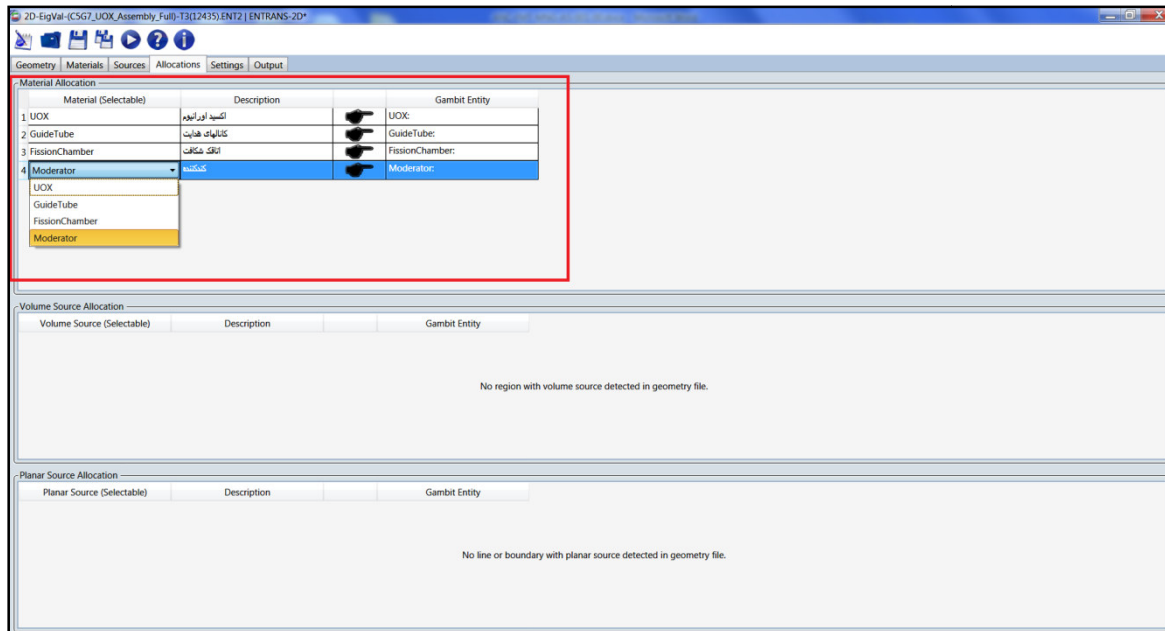 2D-EigVal-(C5G7_UOX_Assembly_Full)-T3(12435).ENT2 | ENTRANS-2D*
Geometry Materials Sources Allocations Settings Output
Material Allocation
Material (Selectable) Description Gambit Entity
1 UOX اکسید اورانیوم UOX:
2 GuideTube کانالهای هدایت GuideTube:
3 FissionChamber اتاقک شکافت FissionChamber:
4 Moderator کندکننده Moderator:
UOX
GuideTube
FissionChamber
Moderator
Volume Source Allocation
Volume Source (Selectable) Description Gambit Entity
No region with volume source detected in geometry file.
Planar Source Allocation
Planar Source (Selectable) Description Gambit Entity
No line or boundary with planar source detected in geometry file.